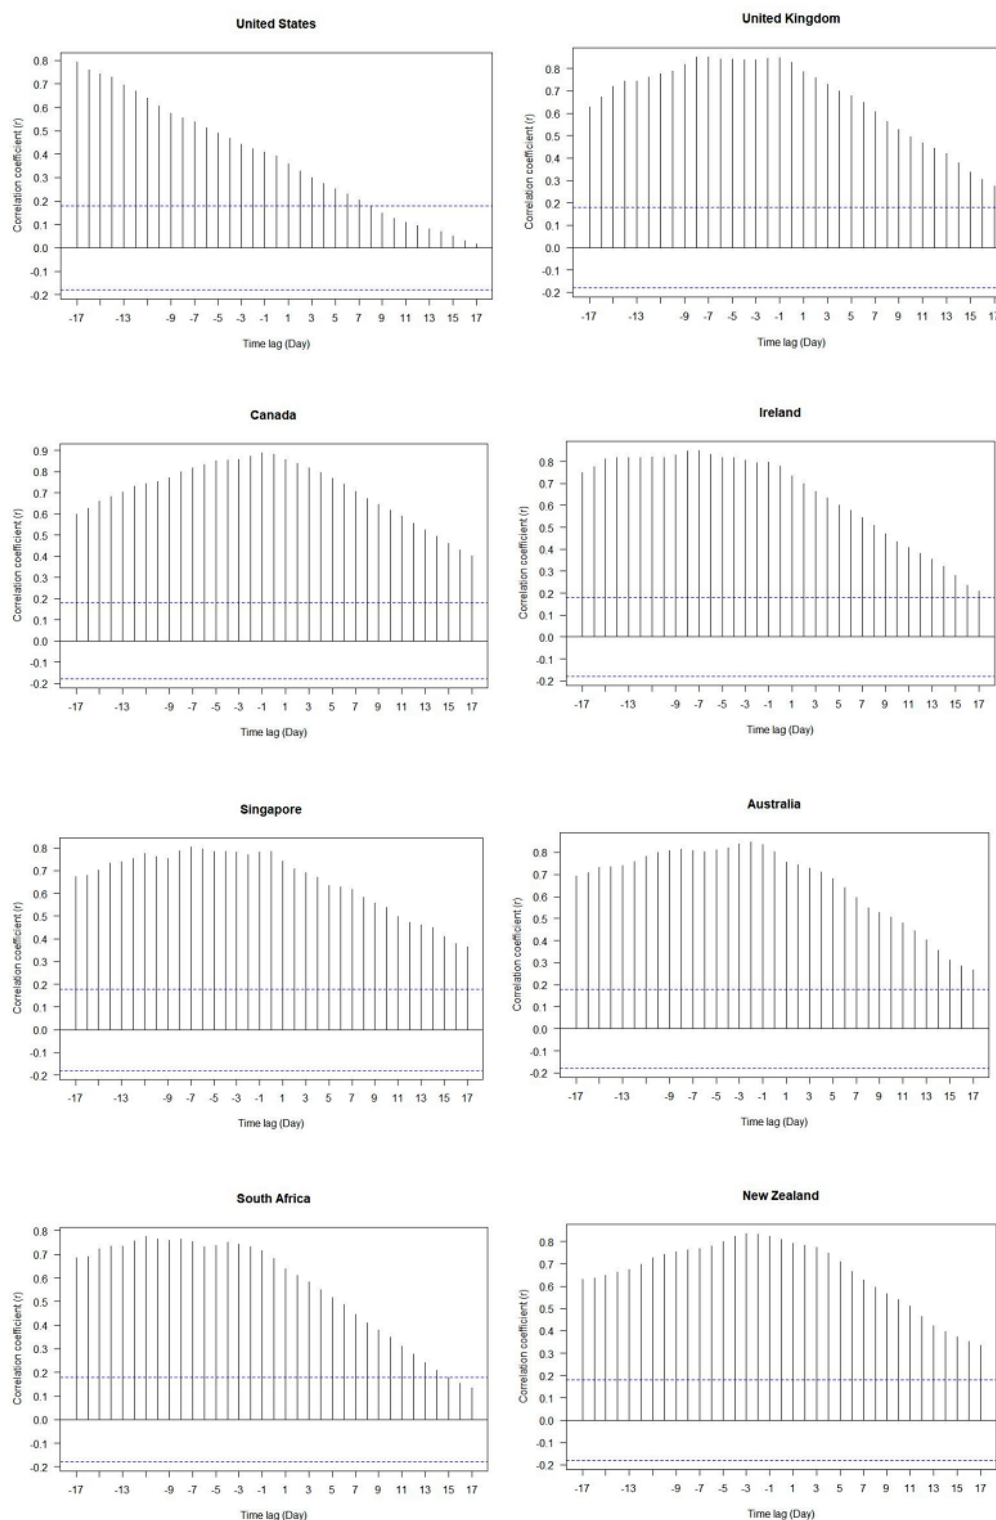 United States
Correlation coefficient (r)
0.8
0.7
0.6
0.5
0.4
0.3
0.2
0.1
0.0
-0.1
-0.2
-17 -13 -9 -7 -5 -3 -1 1 3 5 7 9 11 13 15 17
Time lag (Day)
United Kingdom
Correlation coefficient (r)
0.8
0.7
0.6
0.5
0.4
0.3
0.2
0.1
0.0
-0.1
-0.2
-17 -13 -9 -7 -5 -3 -1 1 3 5 7 9 11 13 15 17
Time lag (Day)
Canada
Correlation coefficient (r)
0.9
0.8
0.7
0.6
0.5
0.4
0.3
0.2
0.1
0.0
-0.1
-0.2
-17 -13 -9 -7 -5 -3 -1 1 3 5 7 9 11 13 15 17
Time lag (Day)
Ireland
Correlation coefficient (r)
0.8
0.7
0.6
0.5
0.4
0.3
0.2
0.1
0.0
-0.1
-0.2
-17 -13 -9 -7 -5 -3 -1 1 3 5 7 9 11 13 15 17
Time lag (Day)
Singapore
Correlation coefficient (r)
0.8
0.7
0.6
0.5
0.4
0.3
0.2
0.1
0.0
-0.1
-0.2
-17 -13 -9 -7 -5 -3 -1 1 3 5 7 9 11 13 15 17
Time lag (Day)
Australia
Correlation coefficient (r)
0.8
0.7
0.6
0.5
0.4
0.3
0.2
0.1
0.0
-0.1
-0.2
-17 -13 -9 -7 -5 -3 -1 1 3 5 7 9 11 13 15 17
Time lag (Day)
South Africa
Correlation coefficient (r)
0.8
0.7
0.6
0.5
0.4
0.3
0.2
0.1
0.0
-0.1
-0.2
-17 -13 -9 -7 -5 -3 -1 1 3 5 7 9 11 13 15 17
Time lag (Day)
New Zealand
Correlation coefficient (r)
0.8
0.7
0.6
0.5
0.4
0.3
0.2
0.1
0.0
-0.1
-0.2
-17 -13 -9 -7 -5 -3 -1 1 3 5 7 9 11 13 15 17
Time lag (Day)